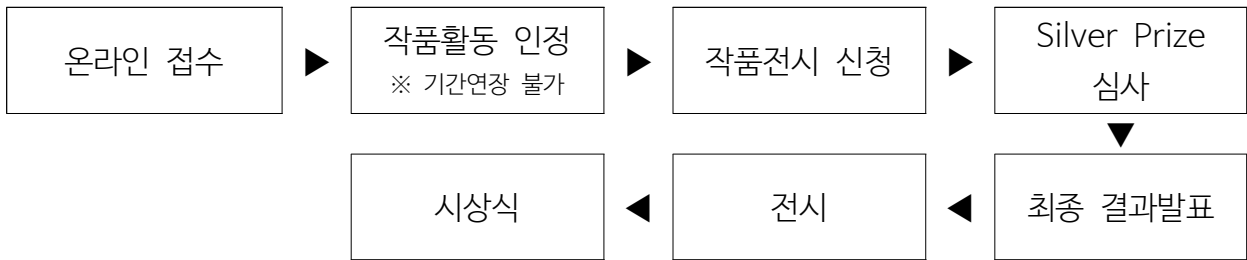 온라인 접수
▶
작품활동 인정
※ 기간연장 불가
▶
작품전시 신청
▶
Silver Prize
심사
▼
최종 결과발표
◀
전시
◀
시상식